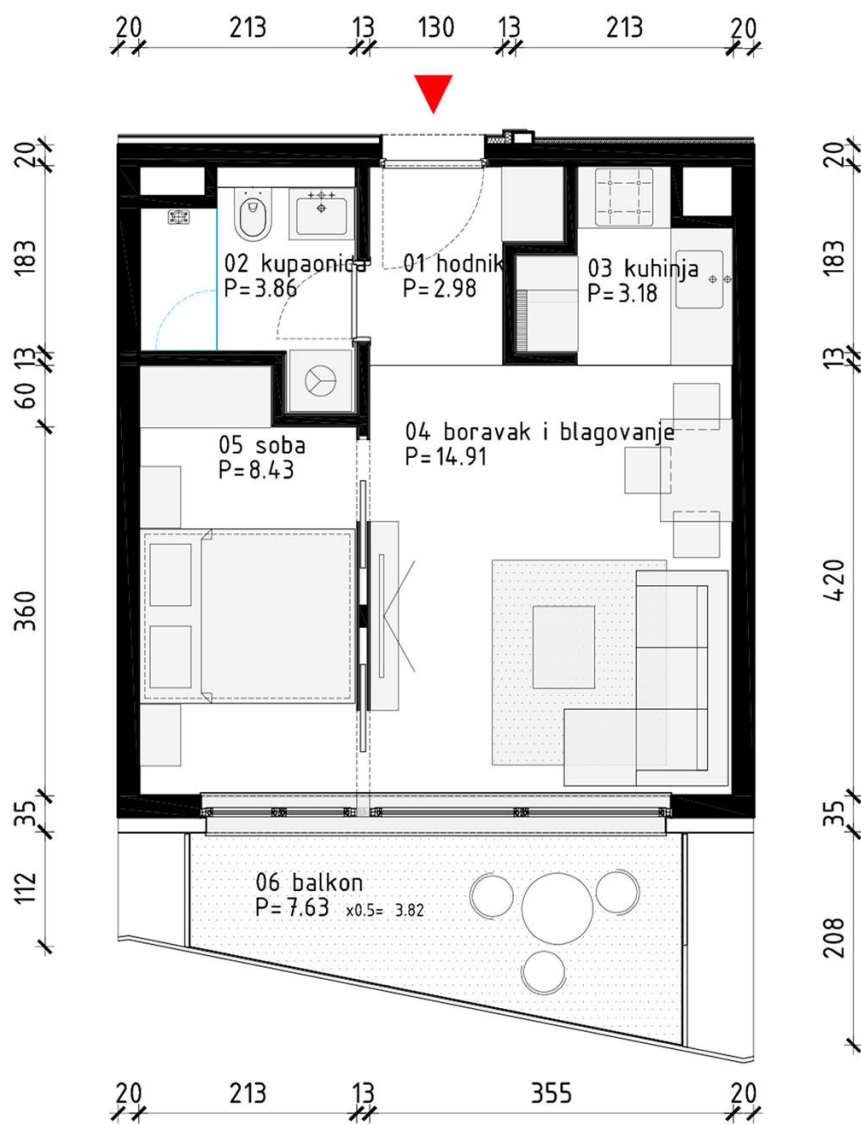 20 213 13 130 13 213 20
20
183
13
60
360
35
112
20
183
13
420
35
208
02 kupaonica
P=3.86
01 hodnik
P=2.98
03 kuhinja
P=3.18
04 boravak i blagovanje
P=14.91
05 soba
P=8.43
06 balkon
P=7.63 x0.5= 3.82
20 213 13 355 20